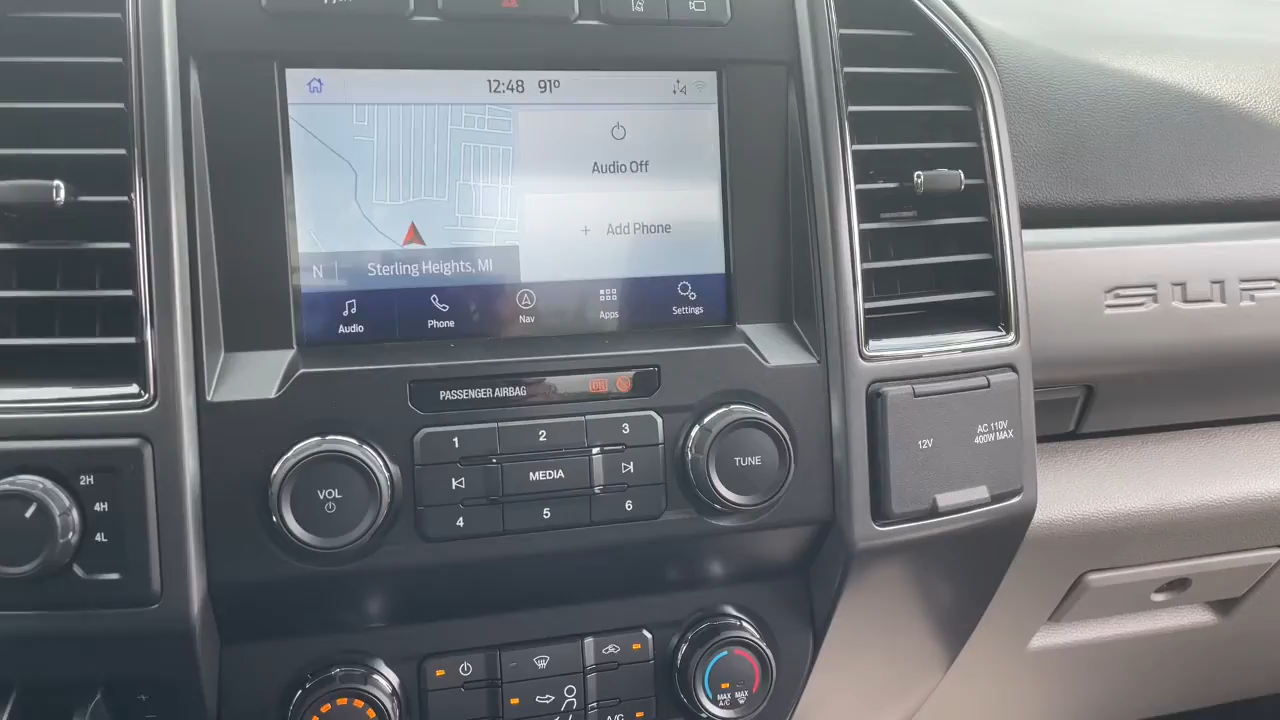 12:48 91°
Audio Off
+ Add Phone
N
Sterling Heights, MI
Audio
Phone
Nav
Apps
Settings
PASSENGER AIRBAG
1
2
3
MEDIA
4
5
6
VOL
TUNE
2H
4H
4L
12V
AC 110V
400W MAX
SUP
A/C
MAX
A/C
MAX